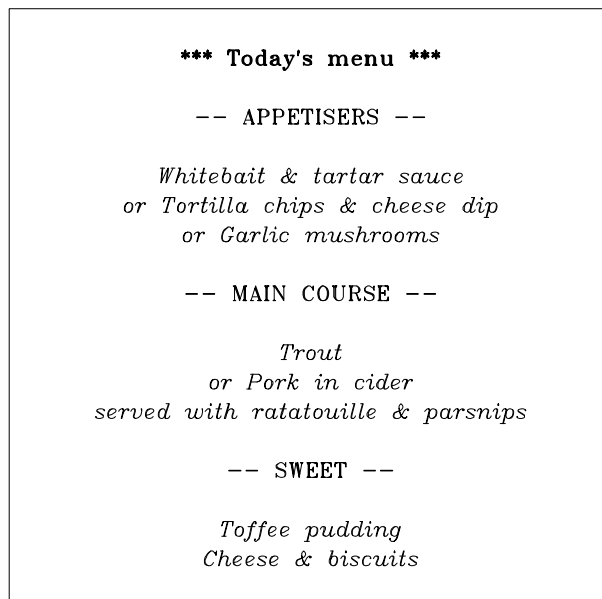 *** Today's menu ***
-- APPETISERS --
Whitebait & tartar sauce
or Tortilla chips & cheese dip
or Garlic mushrooms
-- MAIN COURSE --
Trout
or Pork in cider
served with ratatouille & parsnips
-- SWEET --
Toffee pudding
Cheese & biscuits